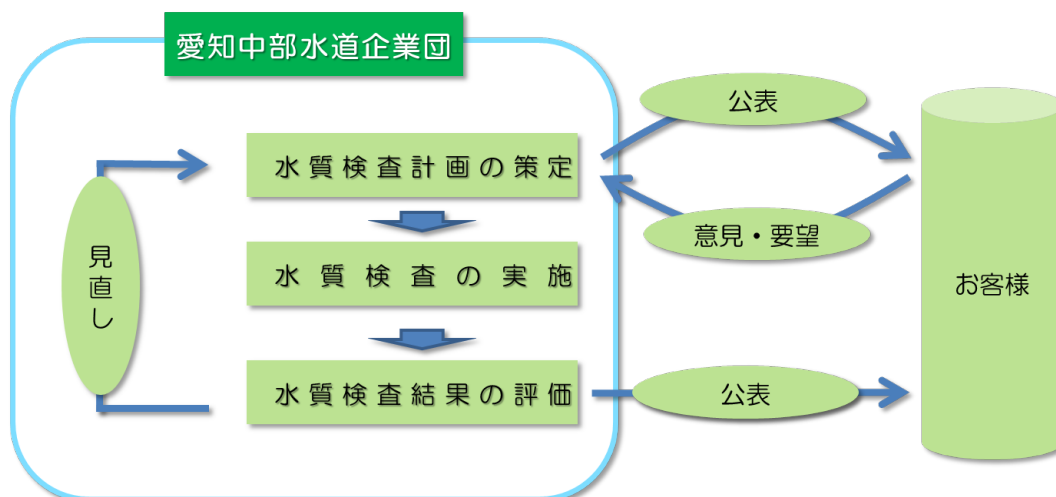 愛知中部水道企業団
公表
水質検査計画の策定
意見・要望
見直し
水質検査の実施
お客様
水質検査結果の評価
公表